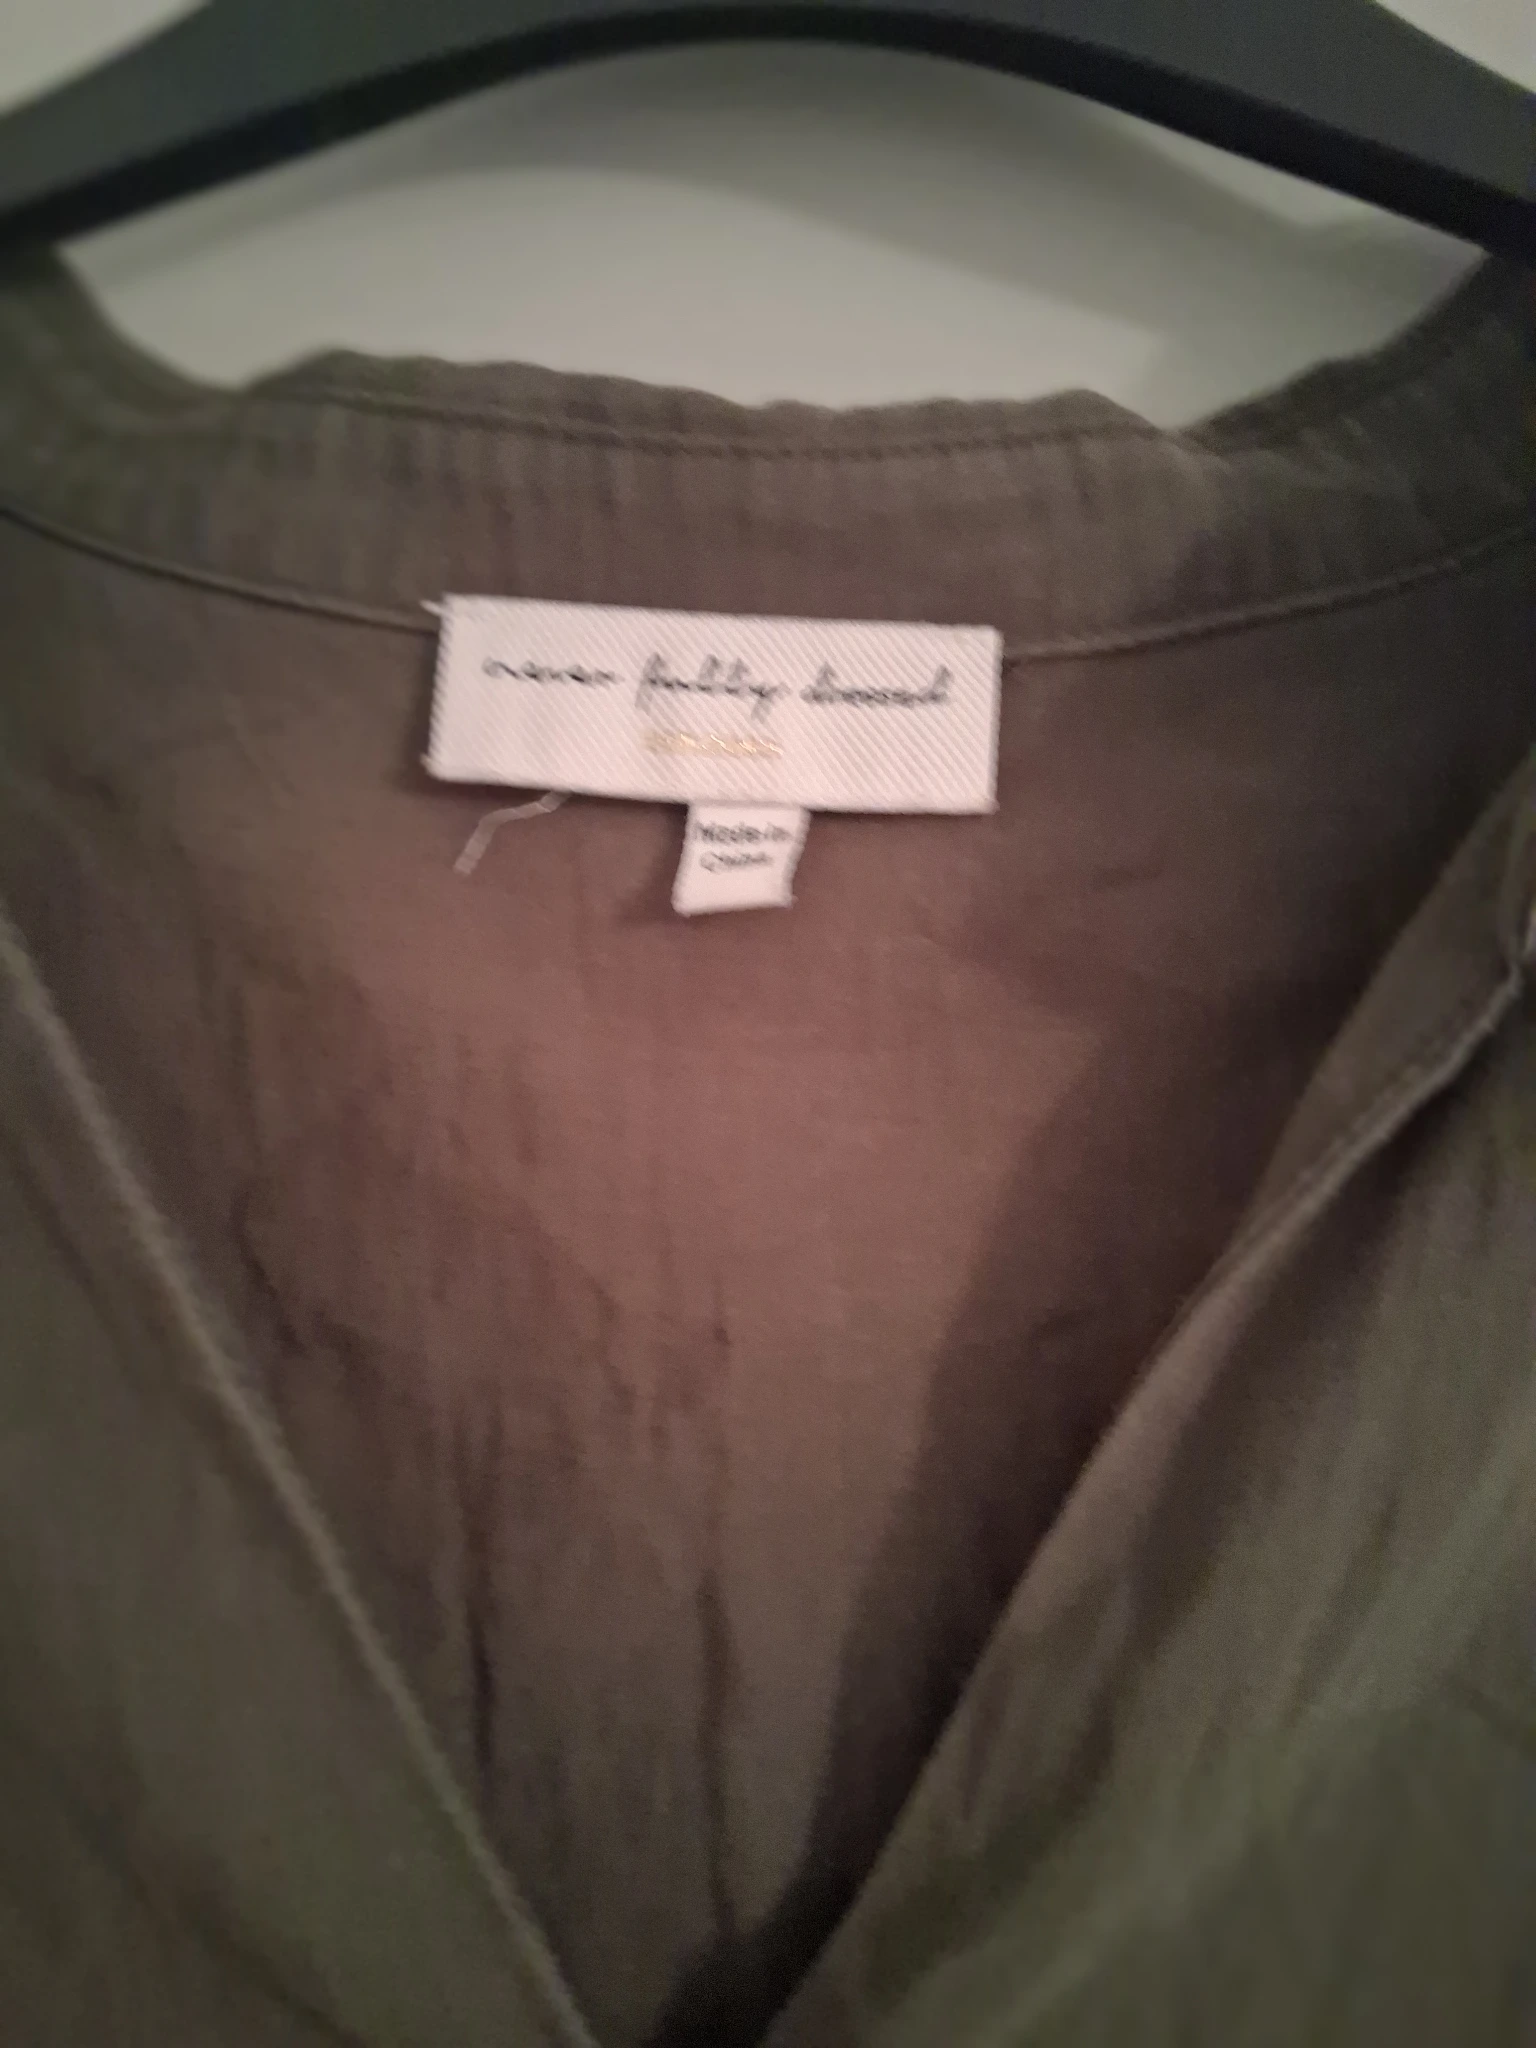 never fully dressed
Made in
China